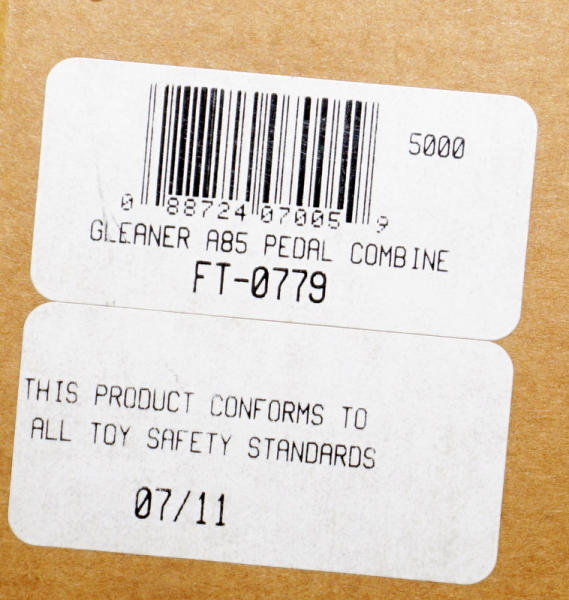 5000
0 88724 07005 9
GLEANER A85 PEDAL COMBINE
FT-0779
THIS PRODUCT CONFORMS TO
ALL TOY SAFETY STANDARDS
07/11